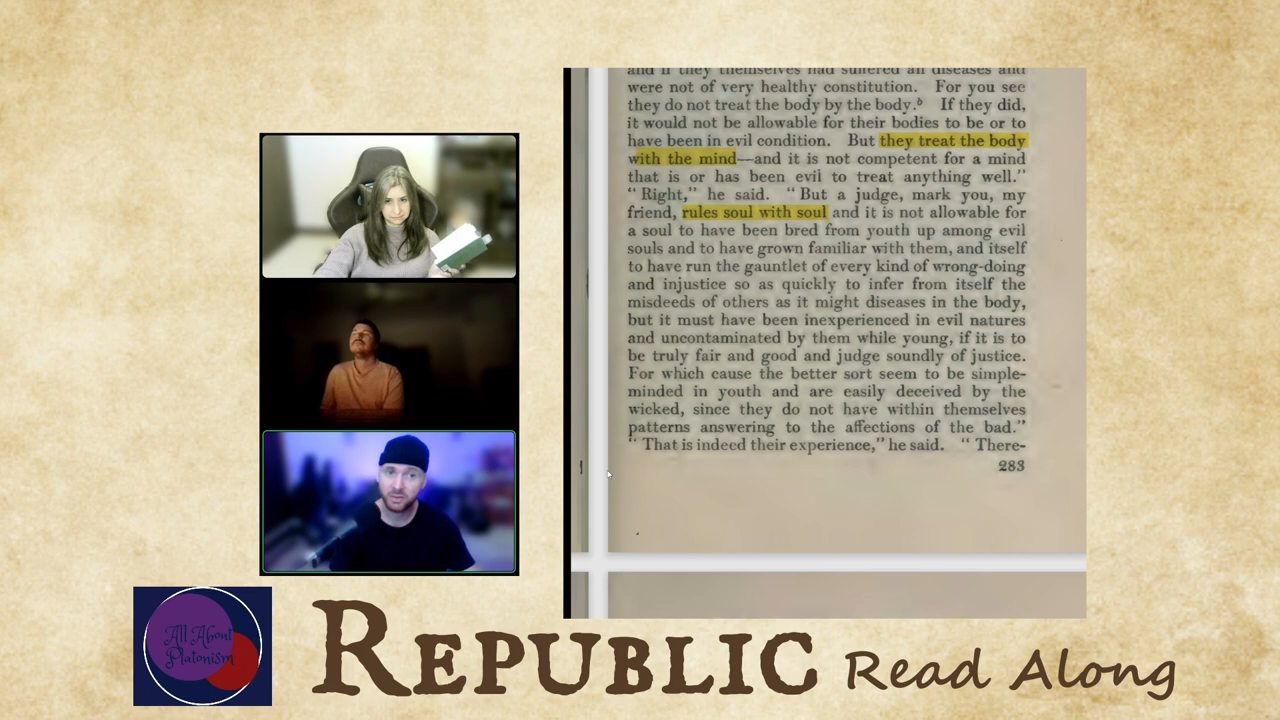 and if they themselves had suffered all diseases and
were not of very healthy constitution. For you see
they do not treat the body by the body.ᵇ If they did,
it would not be allowable for their bodies to be or to
have been in evil condition. But they treat the body
with the mind—and it is not competent for a mind
that is or has been evil to treat anything well.”
“ Right,” he said. “ But a judge, mark you, my
friend, rules soul with soul and it is not allowable for
a soul to have been bred from youth up among evil
souls and to have grown familiar with them, and itself
to have run the gauntlet of every kind of wrong-doing
and injustice so as quickly to infer from itself the
misdeeds of others as it might diseases in the body,
but it must have been inexperienced in evil natures
and uncontaminated by them while young, if it is to
be truly fair and good and judge soundly of justice.
For which cause the better sort seem to be simple-
minded in youth and are easily deceived by the
wicked, since they do not have within themselves
patterns answering to the affections of the bad.”
“ That is indeed their experience,” he said. “ There-
283
All About
Platonism
REPUBLIC Read Along